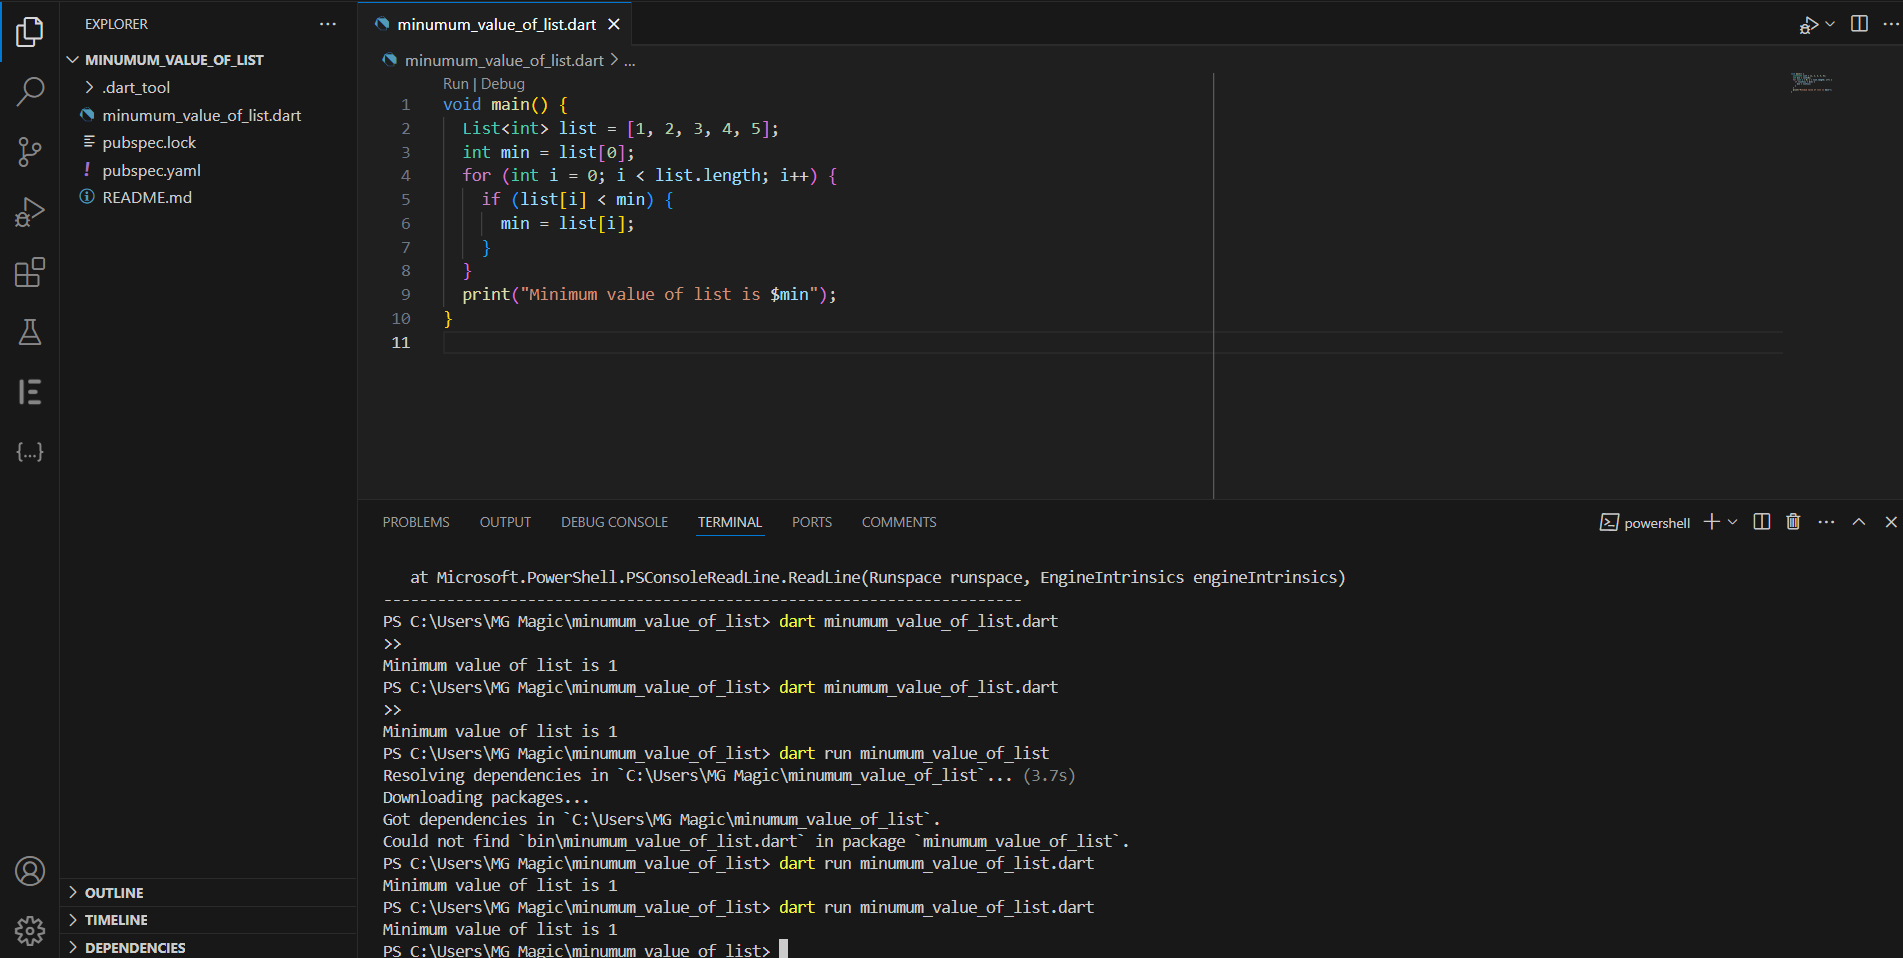 EXPLORER
MINUMUM_VALUE_OF_LIST
.dart_tool
minumum_value_of_list.dart
pubspec.lock
! pubspec.yaml
README.md
OUTLINE
TIMELINE
DEPENDENCIES
minumum_value_of_list.dart
minumum_value_of_list.dart > ...
Run | Debug
1 void main() {
2 List<int> list = [1, 2, 3, 4, 5];
3 int min = list[0];
4 for (int i = 0; i < list.length; i++) {
5 if (list[i] < min) {
6 min = list[i];
7 }
8 }
9 print("Minimum value of list is $min");
10 }
11
PROBLEMS OUTPUT DEBUG CONSOLE TERMINAL PORTS COMMENTS
powershell
at Microsoft.PowerShell.PSConsoleReadLine.ReadLine(Runspace runspace, EngineIntrinsics engineIntrinsics)
-----------------------------------------------------------------------
PS C:\Users\MG Magic\minumum_value_of_list> dart minumum_value_of_list.dart
>>
Minimum value of list is 1
PS C:\Users\MG Magic\minumum_value_of_list> dart minumum_value_of_list.dart
>>
Minimum value of list is 1
PS C:\Users\MG Magic\minumum_value_of_list> dart run minumum_value_of_list
Resolving dependencies in `C:\Users\MG Magic\minumum_value_of_list`... (3.7s)
Downloading packages...
Got dependencies in `C:\Users\MG Magic\minumum_value_of_list`.
Could not find `bin\minumum_value_of_list.dart` in package `minumum_value_of_list`.
PS C:\Users\MG Magic\minumum_value_of_list> dart run minumum_value_of_list.dart
Minimum value of list is 1
PS C:\Users\MG Magic\minumum_value_of_list> dart run minumum_value_of_list.dart
Minimum value of list is 1
PS C:\Users\MG Magic\minumum_value_of_list>